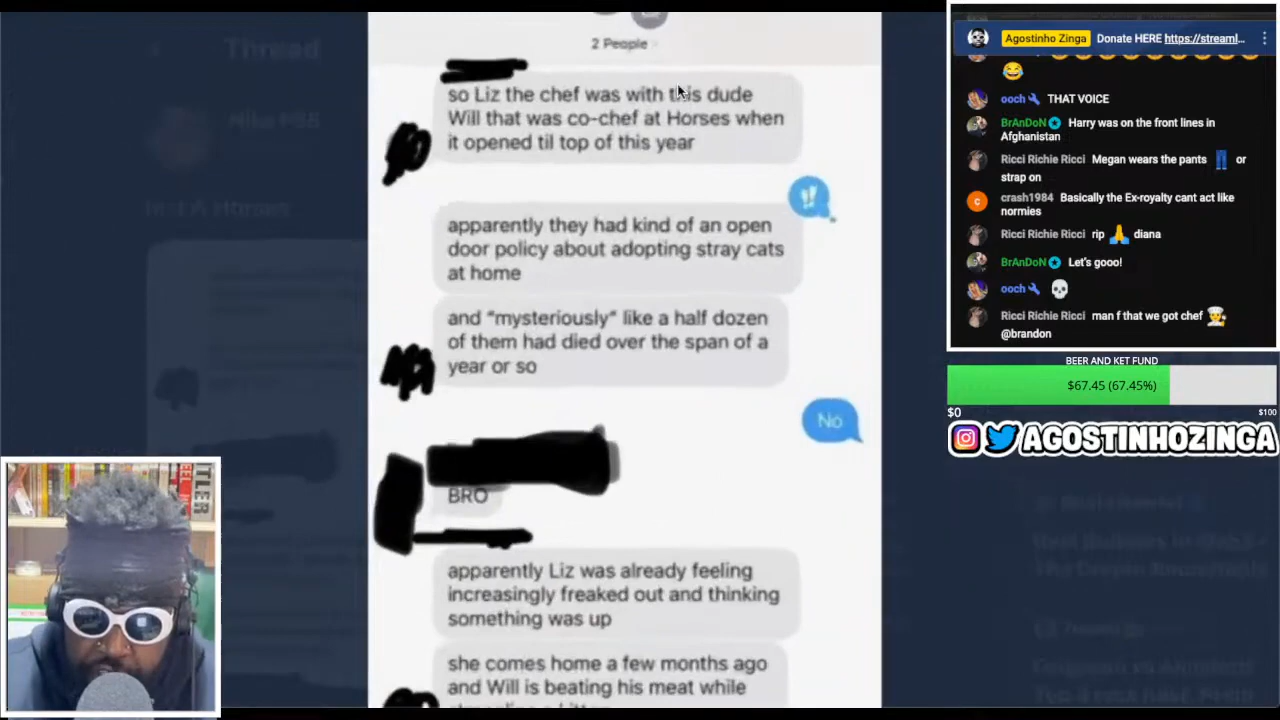 Thread
2 People
so Liz the chef was with this dude
Will that was co-chef at Horses when
it opened til top of this year
!!
apparently they had kind of an open
door policy about adopting stray cats
at home
and "mysteriously" like a half dozen
of them had died over the span of a
year or so
No
BRO
apparently Liz was already feeling
increasingly freaked out and thinking
something was up
she comes home a few months ago
and Will is beating his meat while
Agostinho Zinga Donate HERE https://streaml...
ooch THAT VOICE
BrAnDoN Harry was on the front lines in
Afghanistan
Ricci Richie Ricci Megan wears the pants 👖 or
strap on
crash1984 Basically the Ex-royalty cant act like
normies
Ricci Richie Ricci rip 🙏 diana
BrAnDoN Let's gooo!
ooch 💀
Ricci Richie Ricci man f that we got chef 👨‍🍳
@brandon
BEER AND KET FUND
$67.45 (67.45%)
$0 $100
AGOSTINHOZINGA